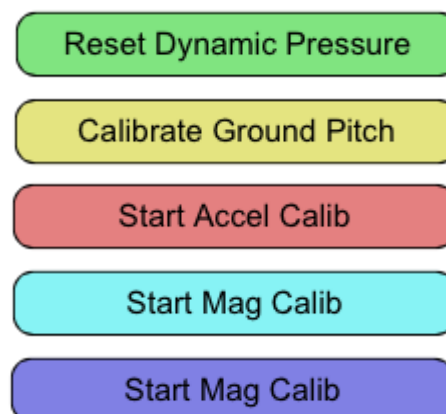 Reset Dynamic Pressure
Calibrate Ground Pitch
Start Accel Calib
Start Mag Calib
Start Mag Calib